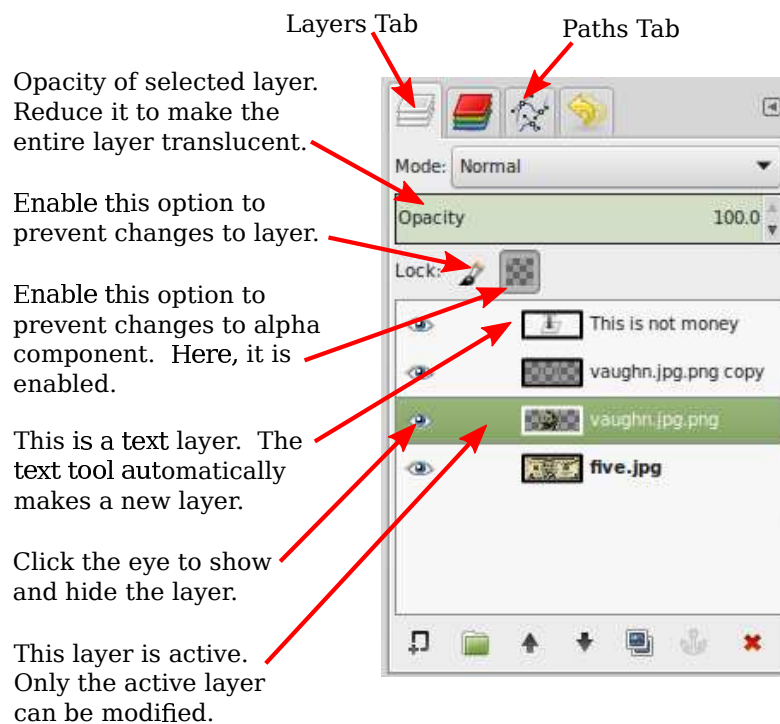 Layers Tab
Paths Tab
Opacity of selected layer.
Reduce it to make the
entire layer translucent.
Enable this option to
prevent changes to layer.
Enable this option to
prevent changes to alpha
component.  Here, it is
enabled.
This is a text layer.  The
text tool automatically
makes a new layer.
Click the eye to show
and hide the layer.
This layer is active.
Only the active layer
can be modified.
Mode: Normal
Opacity 100.0
Lock:
This is not money
vaughn.jpg.png copy
vaughn.jpg.png
five.jpg